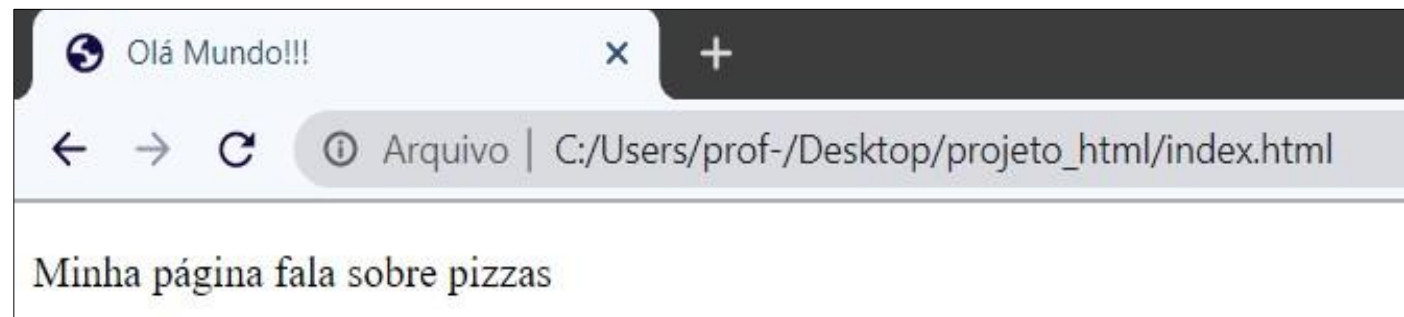 Olá Mundo!!!
Arquivo | C:/Users/prof-/Desktop/projeto_html/index.html
Minha página fala sobre pizzas